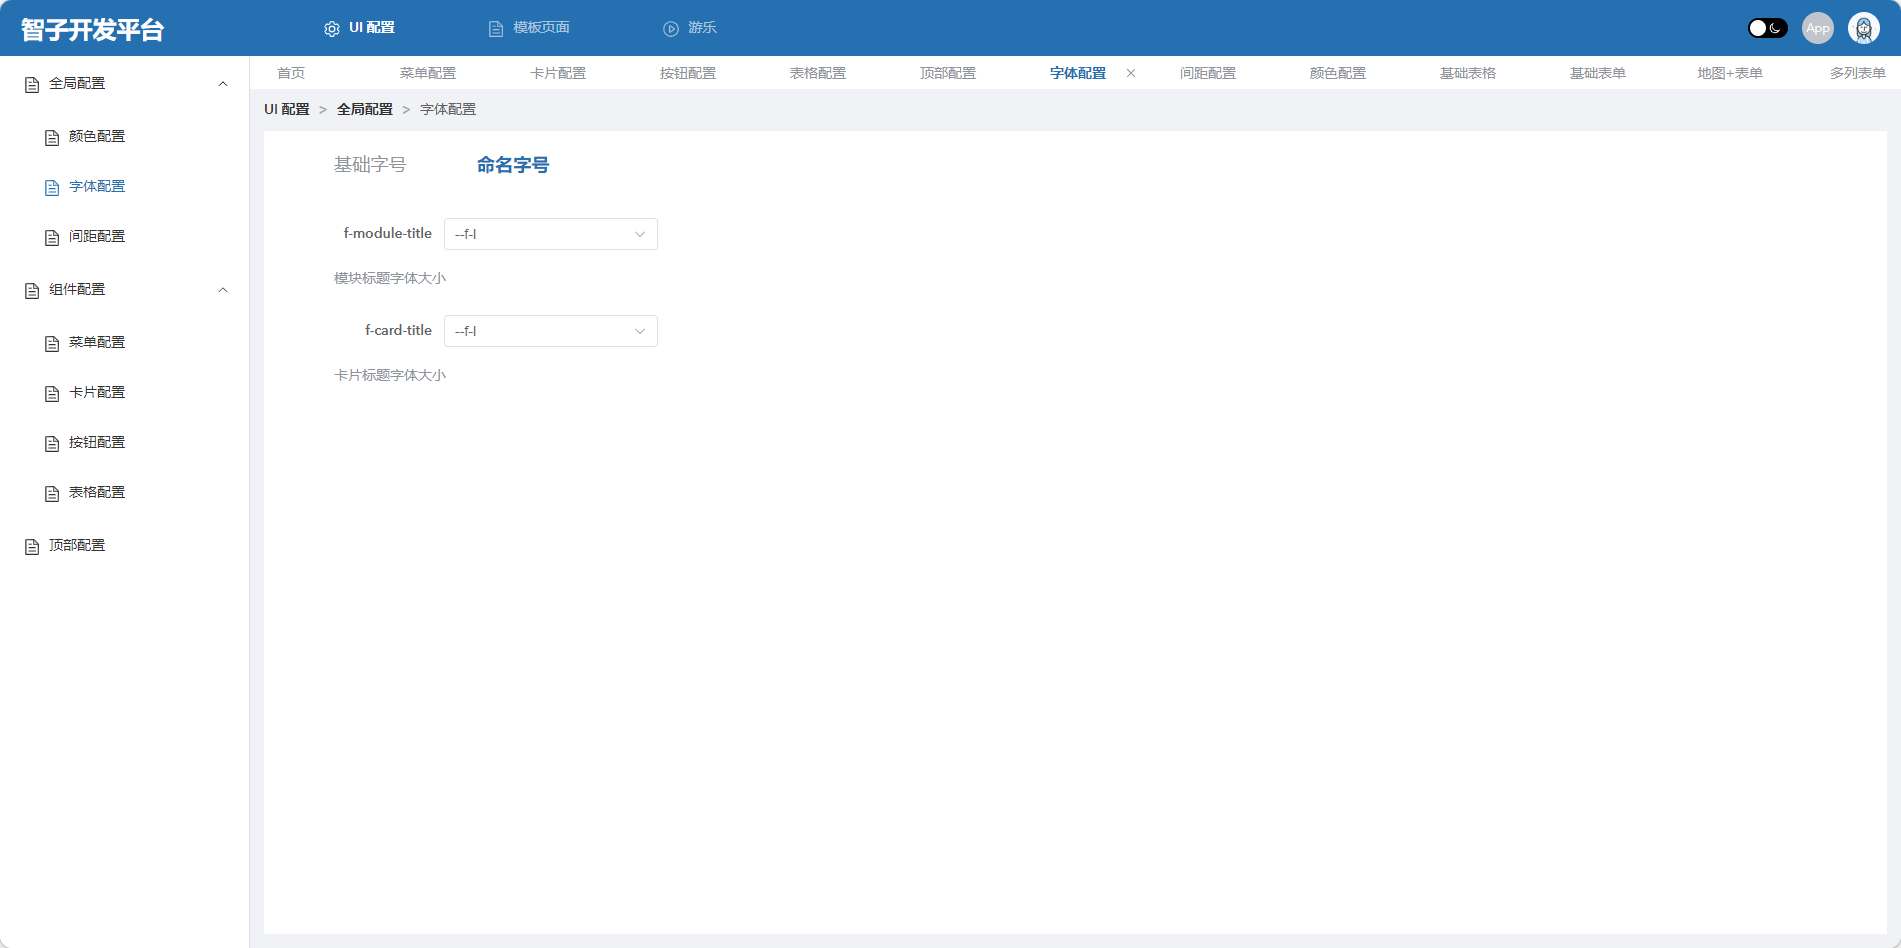 智子开发平台
UI 配置
模板页面
游乐
App
全局配置
颜色配置
字体配置
间距配置
组件配置
菜单配置
卡片配置
按钮配置
表格配置
顶部配置
首页
菜单配置
卡片配置
按钮配置
表格配置
顶部配置
字体配置
间距配置
颜色配置
基础表格
基础表单
地图+表单
多列表单
UI 配置 > 全局配置 > 字体配置
基础字号
命名字号
f-module-title
--f-l
模块标题字体大小
f-card-title
--f-l
卡片标题字体大小